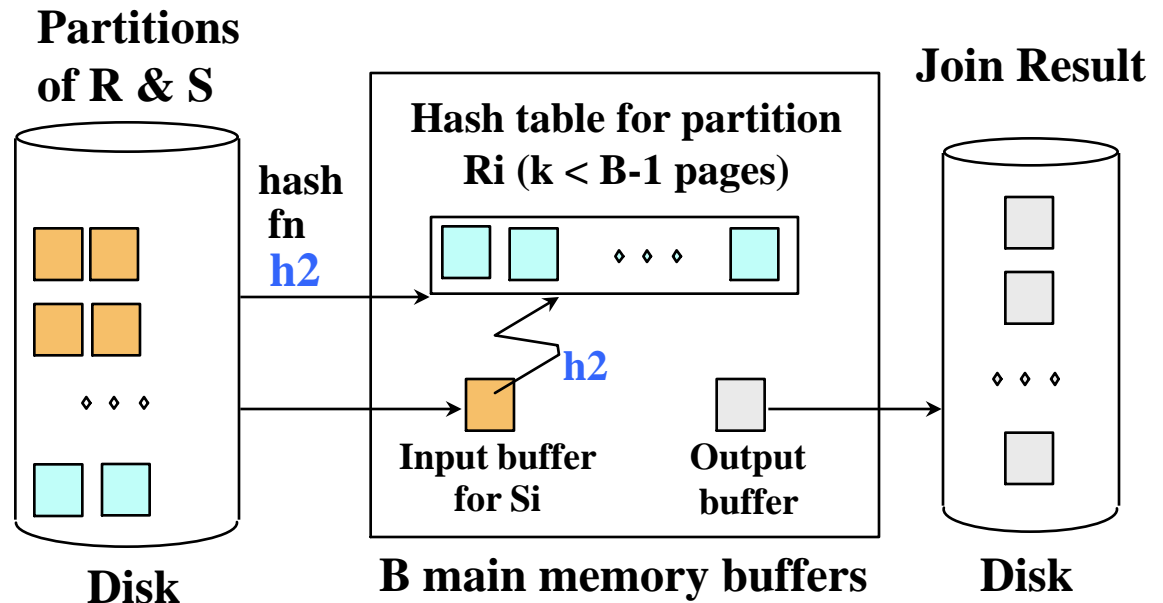 Partitions
of R & S
Join Result
Hash table for partition
Ri (k < B-1 pages)
hash
fn
h2
h2
Input buffer
for Si
Output
buffer
Disk
B main memory buffers
Disk